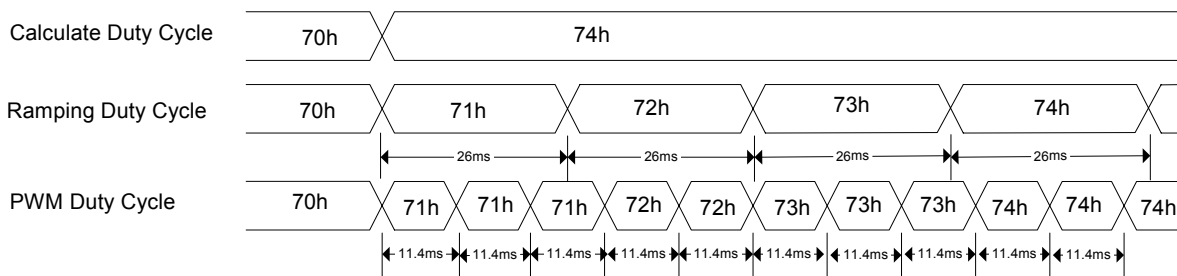 Calculate Duty Cycle 70h 74h
Ramping Duty Cycle 70h 71h 72h 73h 74h
26ms 26ms 26ms 26ms
PWM Duty Cycle 70h 71h 71h 71h 72h 72h 73h 73h 73h 74h 74h 74h
11.4ms 11.4ms 11.4ms 11.4ms 11.4ms 11.4ms 11.4ms 11.4ms 11.4ms 11.4ms